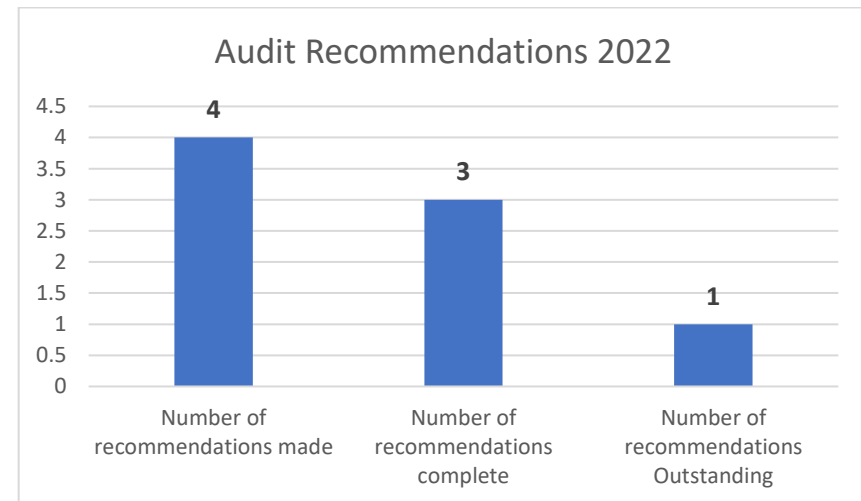 Audit Recommendations 2022
4.5
4
3.5
3
2.5
2
1.5
1
0.5
0
4
3
1
Number of
recommendations made
Number of
recommendations
complete
Number of
recommendations
Outstanding